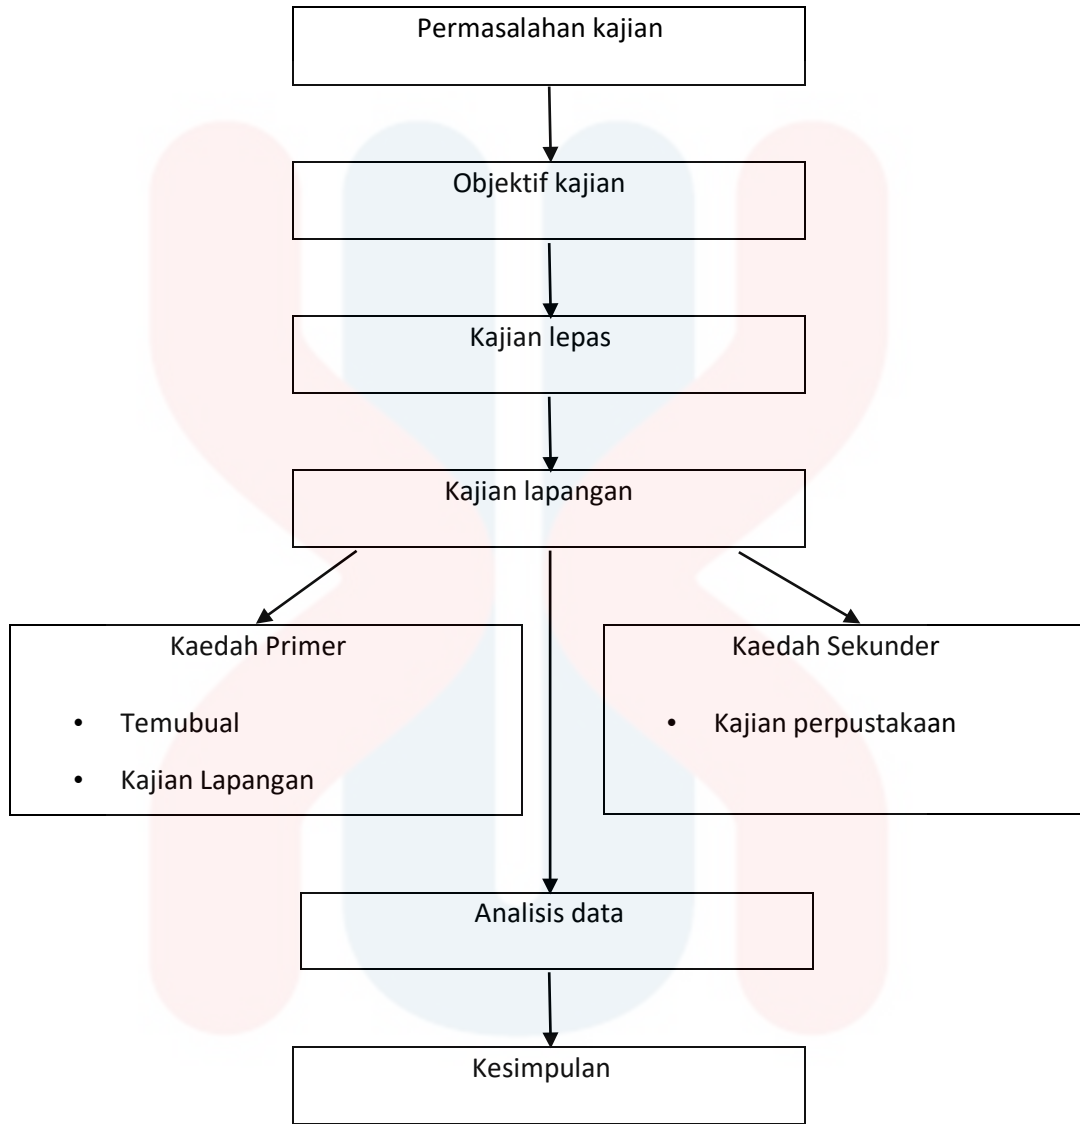 Permasalahan kajian
Objektif kajian
Kajian lepas
Kajian lapangan
Kaedah Primer
• Temubual
• Kajian Lapangan
Kaedah Sekunder
• Kajian perpustakaan
Analisis data
Kesimpulan